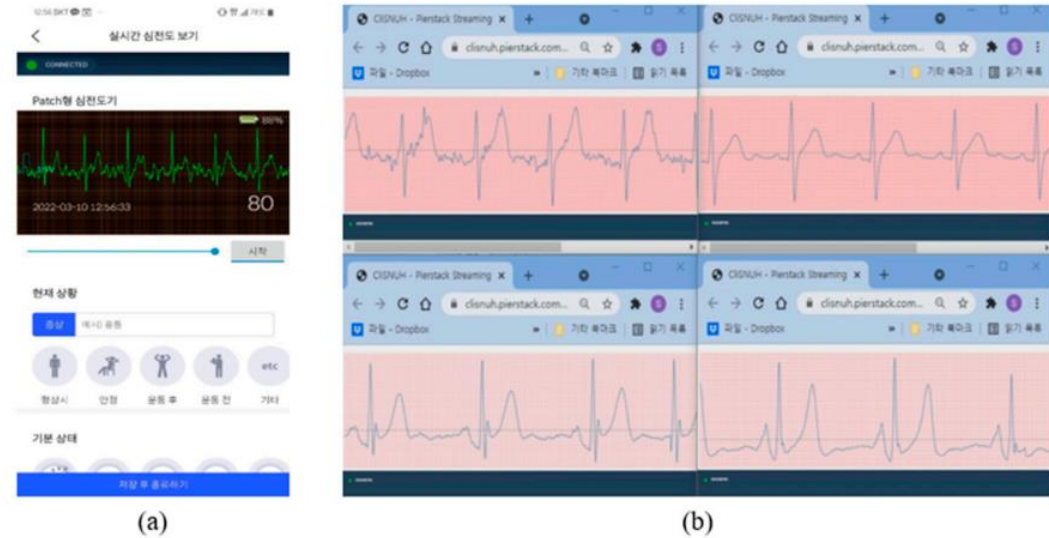 12:56 SKT
실시간 심전도 보기
CONNECTED
Patch형 심전도기
88%
2022-03-10 12:56:33
80
시작
현재 상황
증상
예시) 흉통
평상시
안정
운동 후
운동 전
etc
기타
기분 상태
저장 후 종료하기
(a)
CliSNUH - Pierstack Streaming
clisnuh.pierstack.com...
파일 - Dropbox
기타 북마크
읽기 목록
CliSNUH - Pierstack Streaming
clisnuh.pierstack.com...
파일 - Dropbox
기타 북마크
읽기 목록
CliSNUH - Pierstack Streaming
clisnuh.pierstack.com...
파일 - Dropbox
기타 북마크
읽기 목록
CliSNUH - Pierstack Streaming
clisnuh.pierstack.com...
파일 - Dropbox
기타 북마크
읽기 목록
(b)